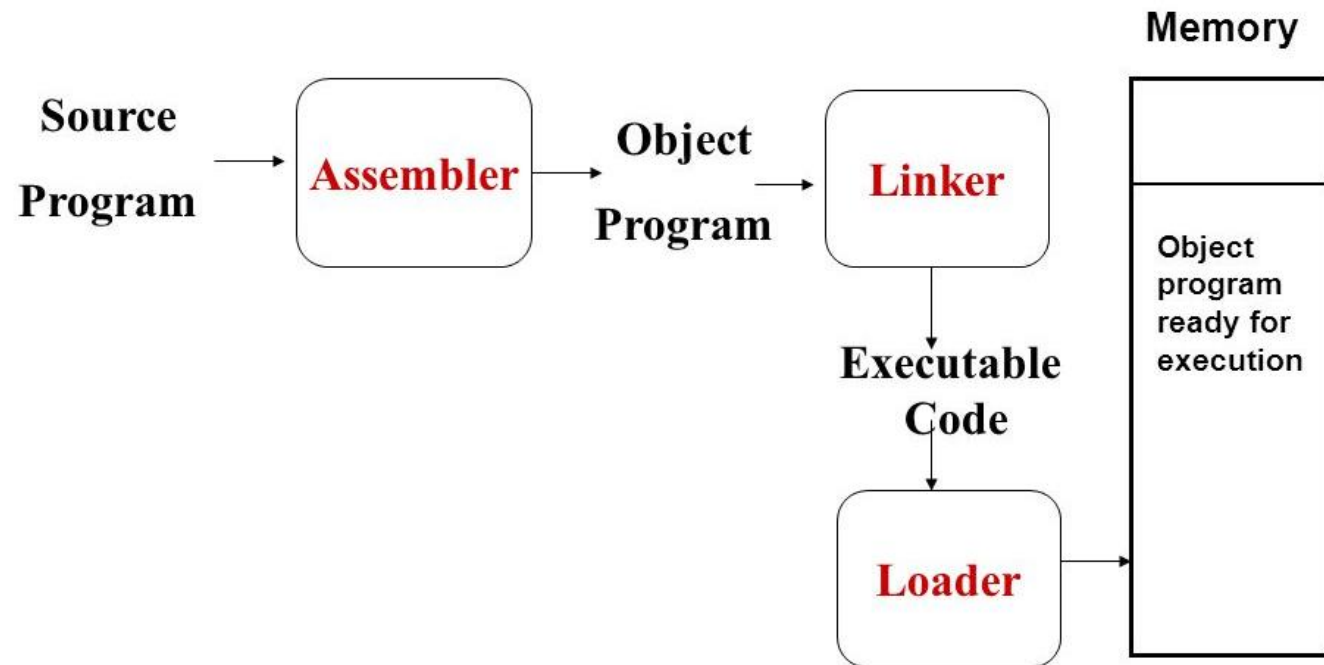 Memory
Source
Program
Assembler
Object
Program
Linker
Executable
Code
Loader
Object
program
ready for
execution